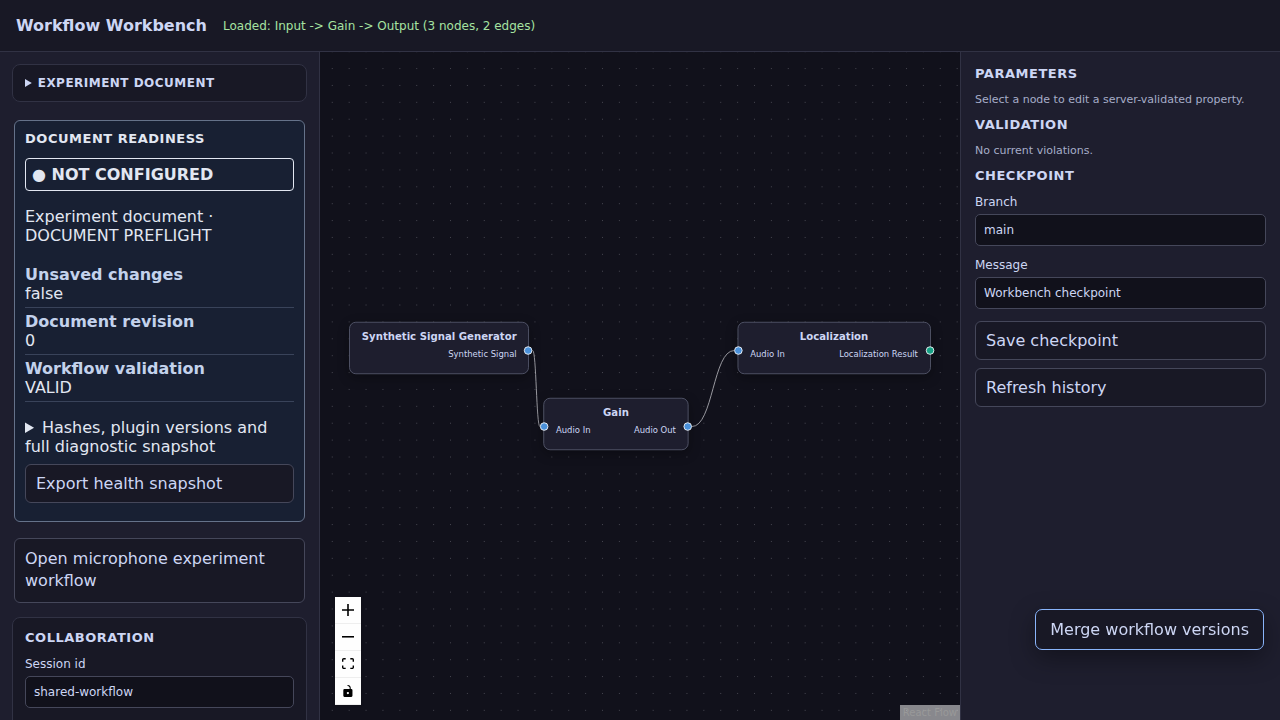 Workflow Workbench
Loaded: Input -> Gain -> Output (3 nodes, 2 edges)
EXPERIMENT DOCUMENT
DOCUMENT READINESS
NOT CONFIGURED
Experiment document ·
DOCUMENT PREFLIGHT
Unsaved changes
false
Document revision
0
Workflow validation
VALID
Hashes, plugin versions and
full diagnostic snapshot
Export health snapshot
Open microphone experiment
workflow
COLLABORATION
Session id
shared-workflow
Synthetic Signal Generator
Synthetic Signal
Gain
Audio In
Audio Out
Localization
Audio In
Localization Result
React Flow
PARAMETERS
Select a node to edit a server-validated property.
VALIDATION
No current violations.
CHECKPOINT
Branch
main
Message
Workbench checkpoint
Save checkpoint
Refresh history
Merge workflow versions